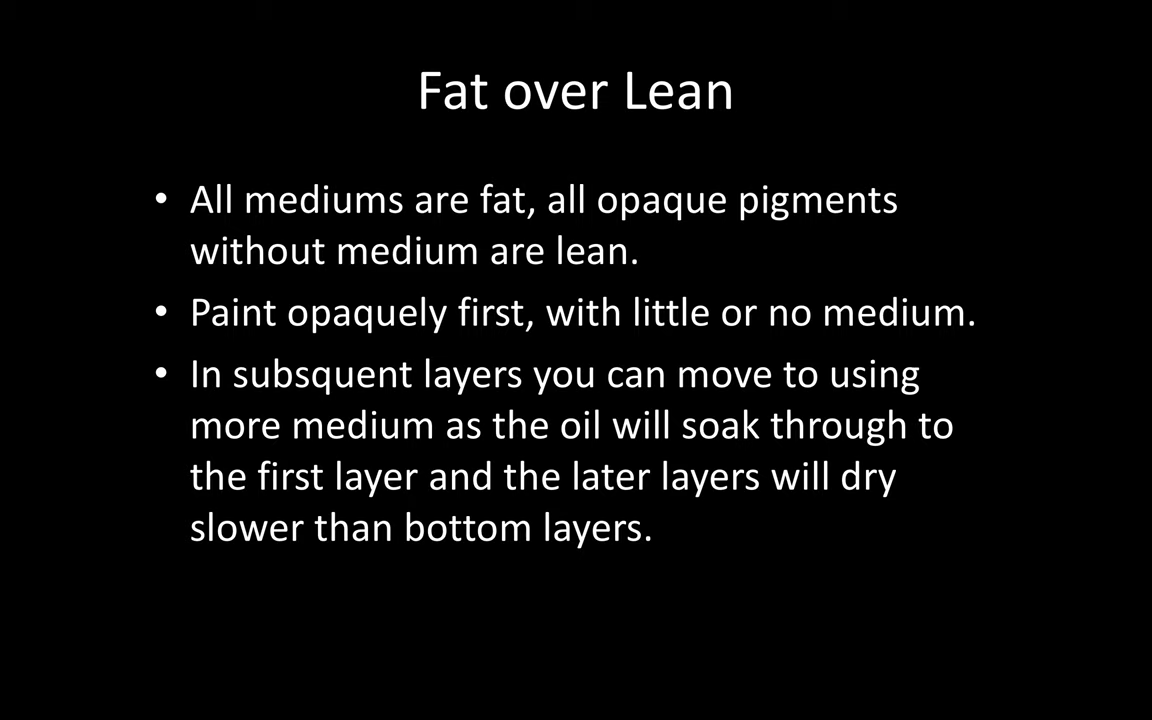 Fat over Lean
• All mediums are fat, all opaque pigments
without medium are lean.
• Paint opaquely first, with little or no medium.
• In subsquent layers you can move to using
more medium as the oil will soak through to
the first layer and the later layers will dry
slower than bottom layers.